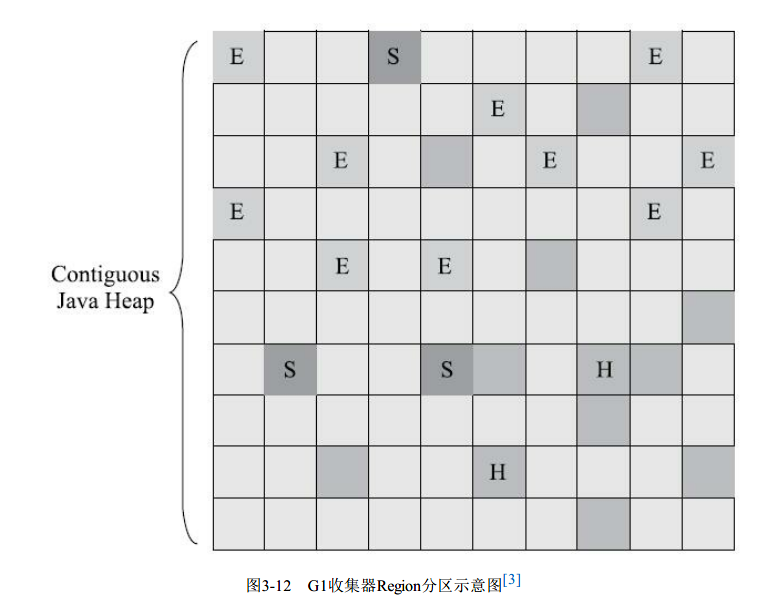 E S E
E
E E E
E E
Contiguous
Java Heap
E E
S S H
H
图3-12 G1收集器Region分区示意图[3]